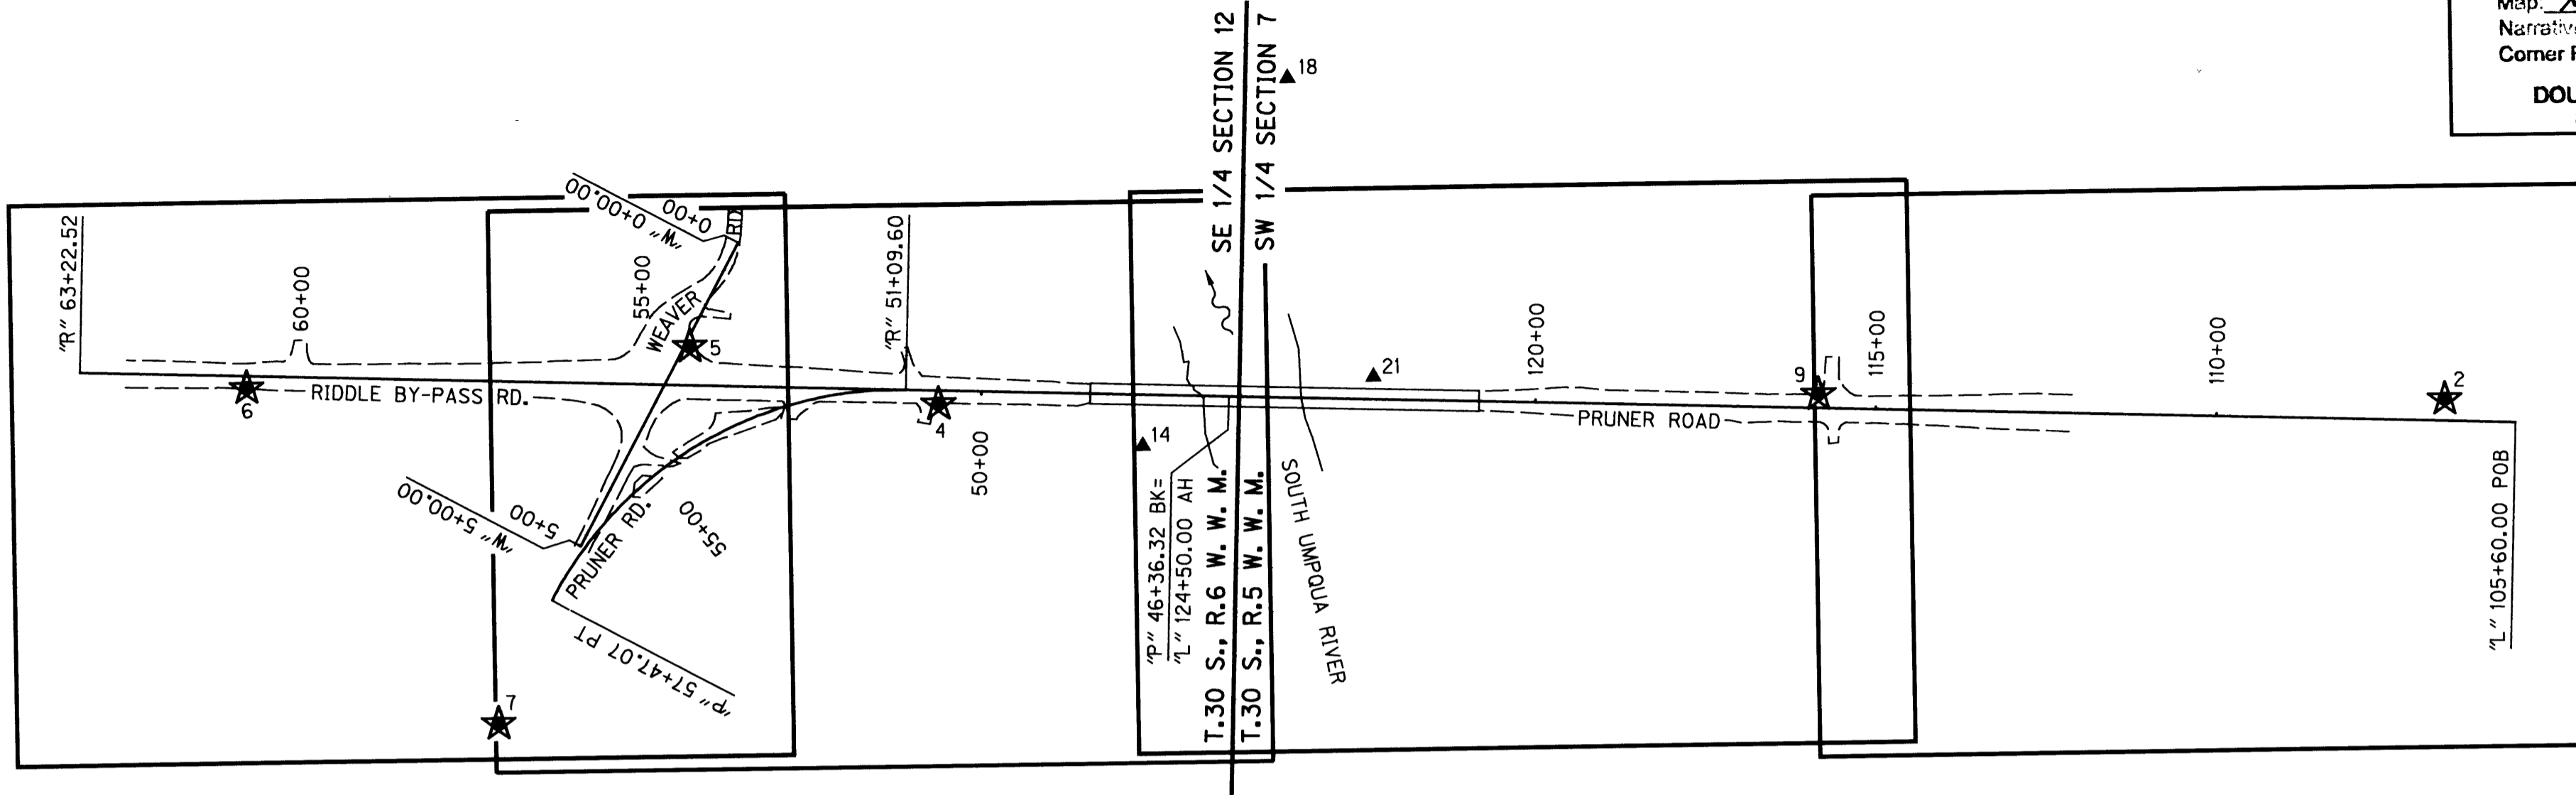 Map:
Narrative
Corner
DOU
SE 1/4 SECTION 12
SW 1/4 SECTION 7
18
"R" 63+22.52
60+00
55+00
WEAVER
RD
"W" 0+00.00
0+00
"R" 51+09.60
5
6
RIDDLE BY-PASS RD.
4
50+00
14
21
120+00
9
115+00
110+00
2
PRUNER ROAD
"W" 5+00.00
5+00
PRUNER RD.
55+00
"P" 57+47.07 PT
7
"P" 46+36.32 BK=
"L" 124+50.00 AH
T.30 S., R.6 W. W. M.
T.30 S., R.5 W. W. M.
SOUTH UMPQUA RIVER
"L" 105+60.00 POB